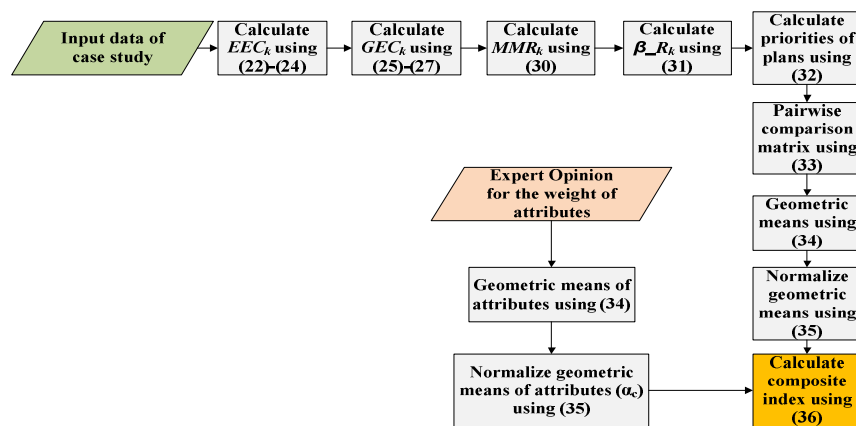 Input data of
case study
Calculate
EECk using
(22)-(24)
Calculate
GECk using
(25)-(27)
Calculate
MMRk using
(30)
Calculate
β_Rk using
(31)
Calculate
priorities of
plans using
(32)
Pairwise
comparison
matrix using
(33)
Geometric
means using
(34)
Normalize
geometric
means using
(35)
Expert Opinion
for the weight of
attributes
Geometric means of
attributes using (34)
Normalize geometric
means of attributes (αc)
using (35)
Calculate
composite
index using
(36)